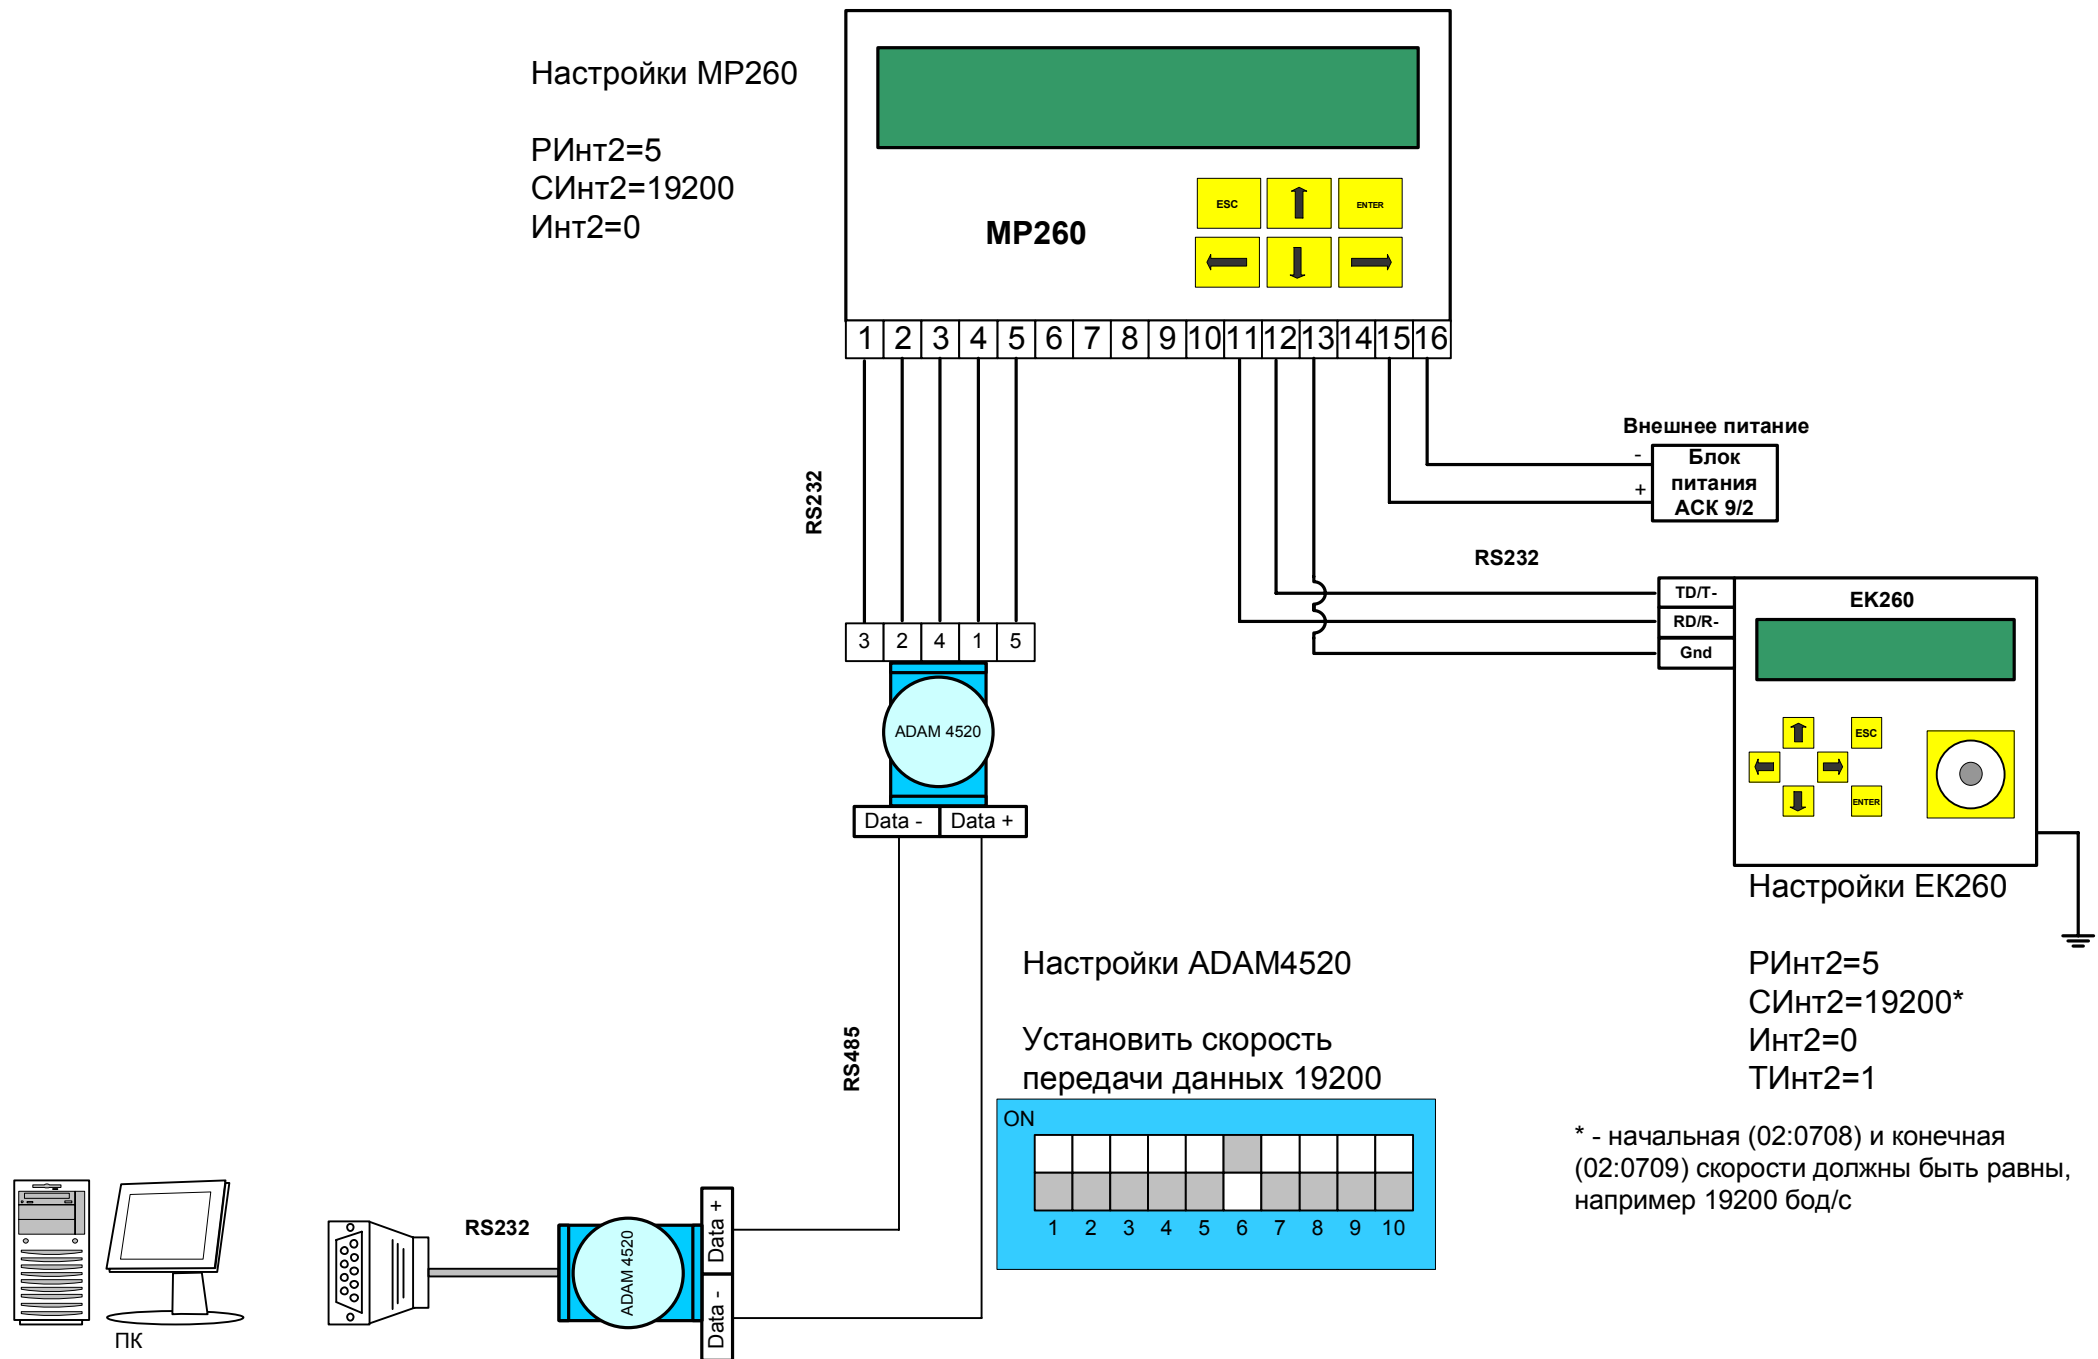 Настройки МР260
РИнт2=5
СИнт2=19200
Инт2=0
МР260
ESC
ENTER
1 2 3 4 5 6 7 8 9 10 11 12 13 14 15 16
RS232
Внешнее питание
-
+
Блок
питания
АСК 9/2
RS232
TD/T-
RD/R-
Gnd
EK260
ESC
ENTER
3 2 4 1 5
ADAM 4520
Data -
Data +
RS485
Настройки ЕК260
РИнт2=5
СИнт2=19200*
Инт2=0
ТИнт2=1
* - начальная (02:0708) и конечная
(02:0709) скорости должны быть равны,
например 19200 бод/с
Настройки ADAM4520
Установить скорость
передачи данных 19200
ON
1 2 3 4 5 6 7 8 9 10
ПК
RS232
ADAM 4520
Data +
Data -